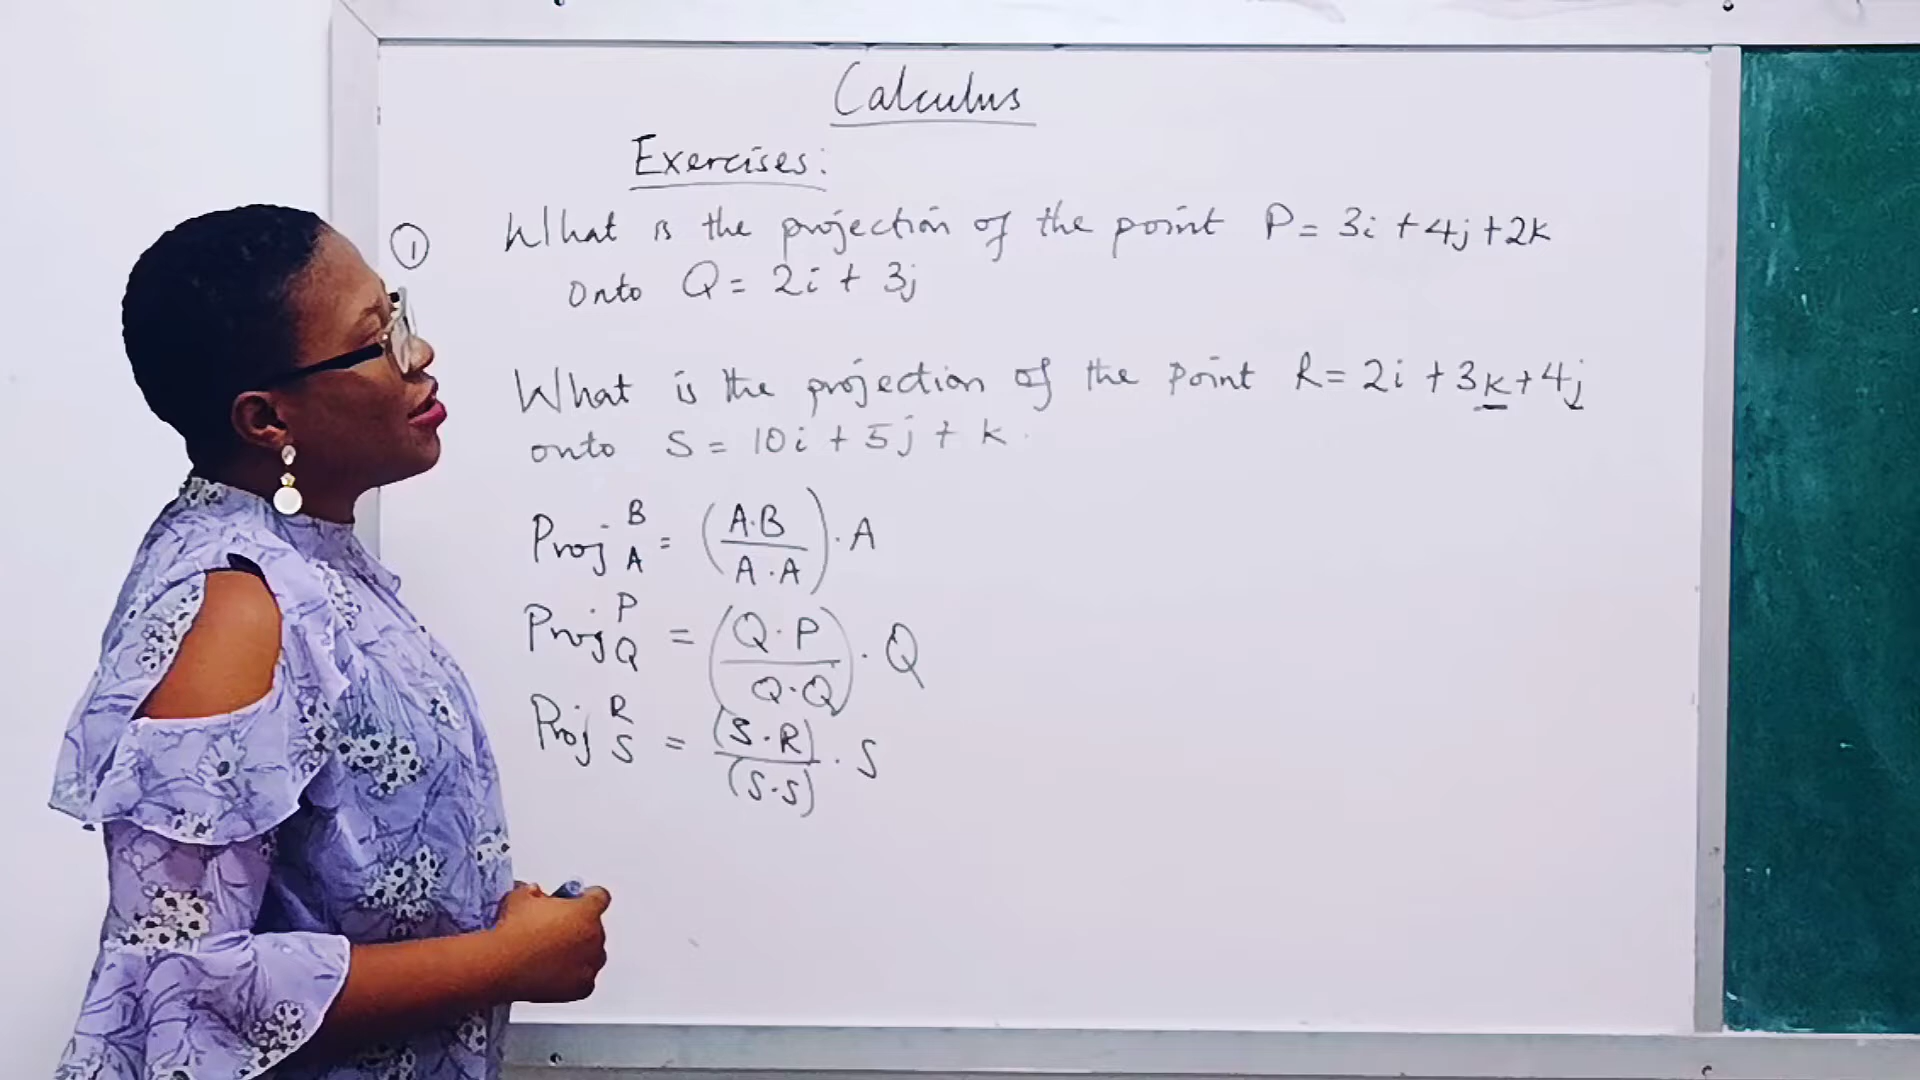 Calculus
Exercises:
① What is the projection of the point P = 3i + 4j + 2k
onto Q = 2i + 3j
What is the projection of the point R = 2i + 3k + 4j
onto S = 10i + 5j + k.
Proj B A = (A·B / A·A) · A
Proj P Q = (Q·P / Q·Q) · Q
Proj R S = (S·R) / (S·S) · S